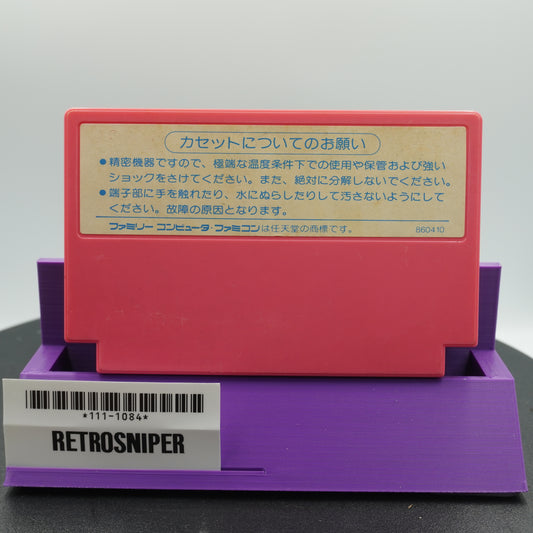 カセットについてのお願い
●精密機器ですので、極端な温度条件下での使用や保管および強い
ショックをさけてください。また、絶対に分解しないでください。
●端子部に手を触れたり、水にぬらしたりして汚さないようにして
ください。故障の原因となります。
ファミリー コンピュータ・ファミコンは任天堂の商標です。 860410
*111-1084*
RETROSNIPER